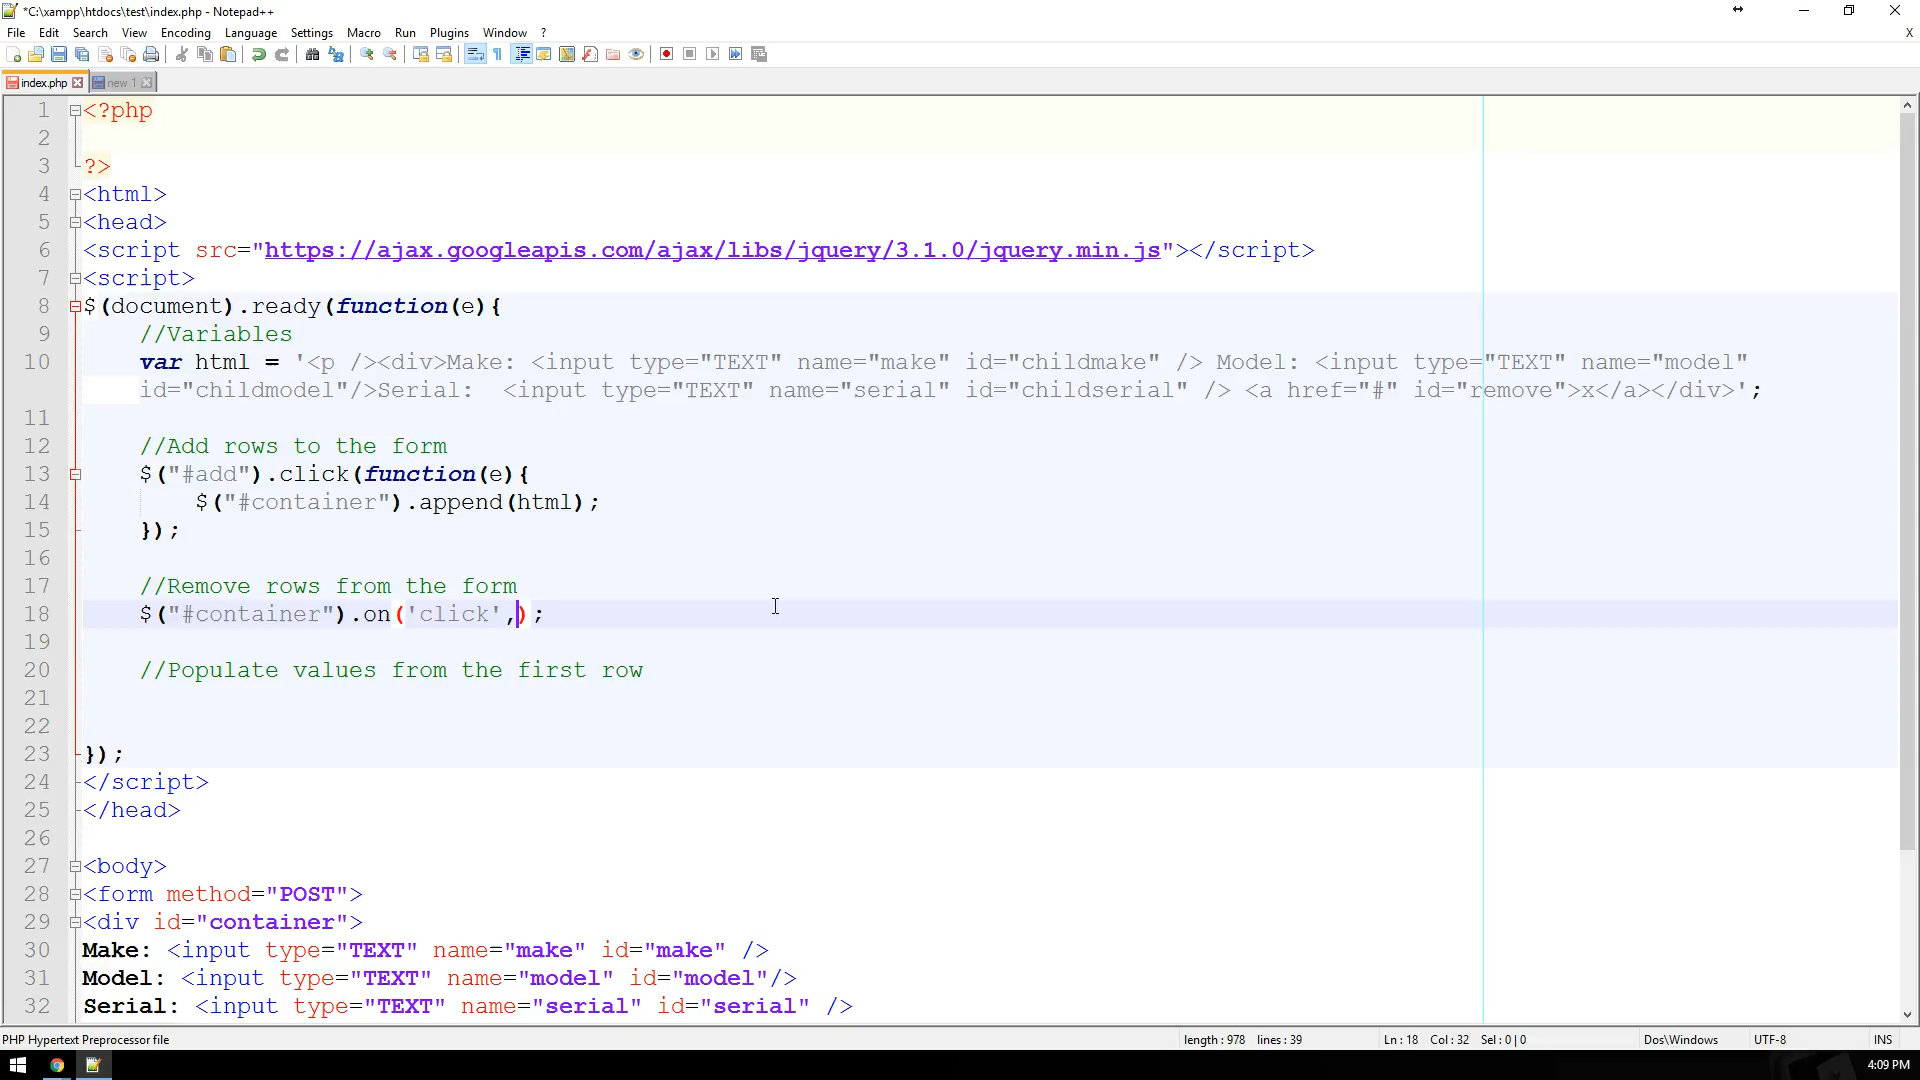 *C:\xampp\htdocs\test\index.php - Notepad++
File Edit Search View Encoding Language Settings Macro Run Plugins Window ? X
index.php new 1
1 <?php
2
3 ?>
4 <html>
5 <head>
6 <script src="https://ajax.googleapis.com/ajax/libs/jquery/3.1.0/jquery.min.js"></script>
7 <script>
8 $(document).ready(function(e){
9 //Variables
10 var html = '<p /><div>Make: <input type="TEXT" name="make" id="childmake" /> Model: <input type="TEXT" name="model"
id="childmodel"/>Serial:  <input type="TEXT" name="serial" id="childserial" /> <a href="#" id="remove">x</a></div>';
11
12 //Add rows to the form
13 $("#add").click(function(e){
14 $("#container").append(html);
15 });
16
17 //Remove rows from the form
18 $("#container").on('click',);
19
20 //Populate values from the first row
21
22
23 });
24 </script>
25 </head>
26
27 <body>
28 <form method="POST">
29 <div id="container">
30 Make: <input type="TEXT" name="make" id="make" />
31 Model: <input type="TEXT" name="model" id="model"/>
32 Serial: <input type="TEXT" name="serial" id="serial" />
PHP Hypertext Preprocessor file length : 978 lines : 39 Ln : 18 Col : 32 Sel : 0 | 0 Dos\Windows UTF-8 INS
4:09 PM